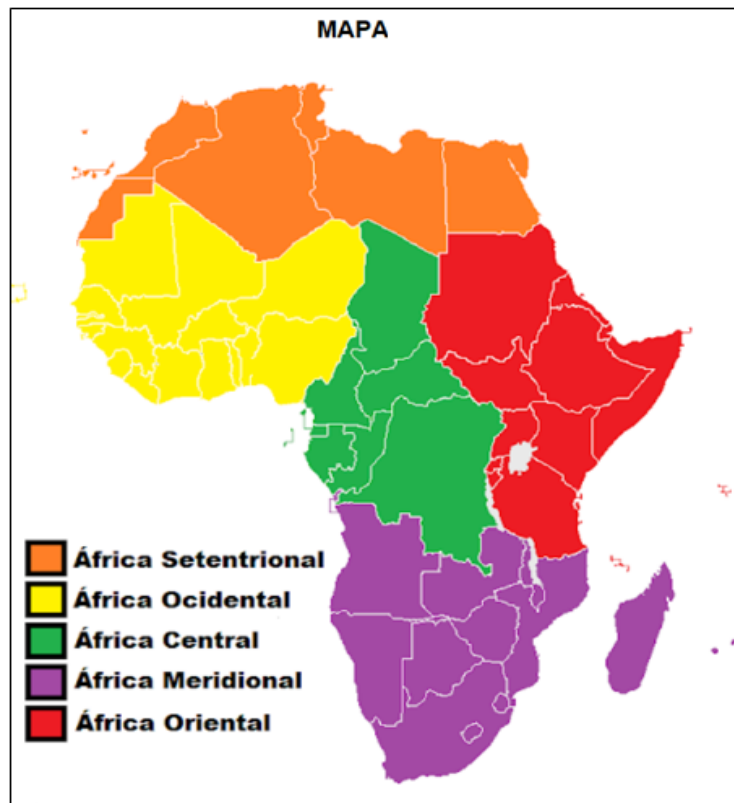 MAPA
África Setentrional
África Ocidental
África Central
África Meridional
África Oriental